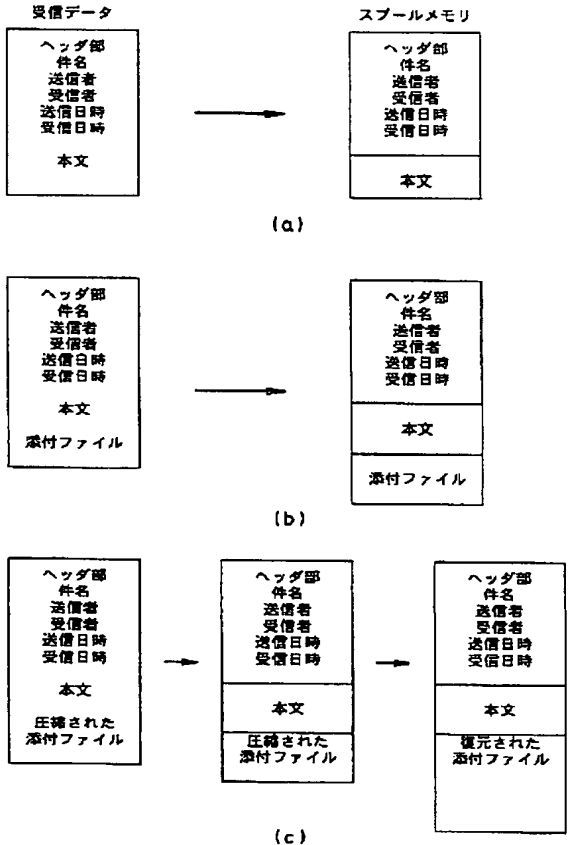 受信データ
スプールメモリ
ヘッダ部
件名
送信者
受信者
送信日時
受信日時
本文
ヘッダ部
件名
送信者
受信者
送信日時
受信日時
本文
(a)
ヘッダ部
件名
送信者
受信者
送信日時
受信日時
本文
添付ファイル
ヘッダ部
件名
送信者
受信者
送信日時
受信日時
本文
添付ファイル
(b)
ヘッダ部
件名
送信者
受信者
送信日時
受信日時
本文
圧縮された
添付ファイル
ヘッダ部
件名
送信者
受信者
送信日時
受信日時
本文
圧縮された
添付ファイル
ヘッダ部
件名
送信者
受信者
送信日時
受信日時
本文
復元された
添付ファイル
(c)